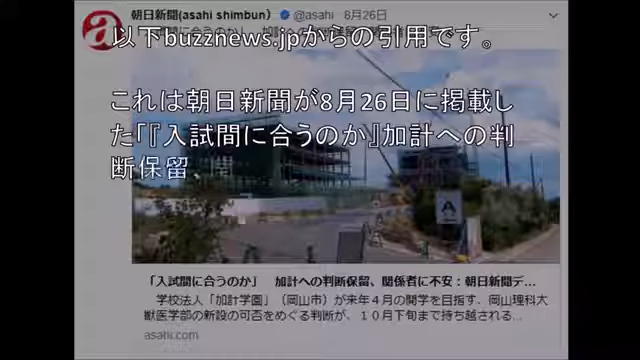 朝日新聞(asahi shimbun） @asahi 8月26日
以下buzznews.jpからの引用です。
これは朝日新聞が8月26日に掲載し
た「『入試間に合うのか』加計への判
断保留、
A
「入試間に合うのか」 加計への判断保留、関係者に不安：朝日新聞デ...
学校法人「加計学園」（岡山市）が来年４月の開学を目指す、岡山理科大
獣医学部の新設の可否をめぐる判断が、１０月下旬まで持ち越される...
asahi.com